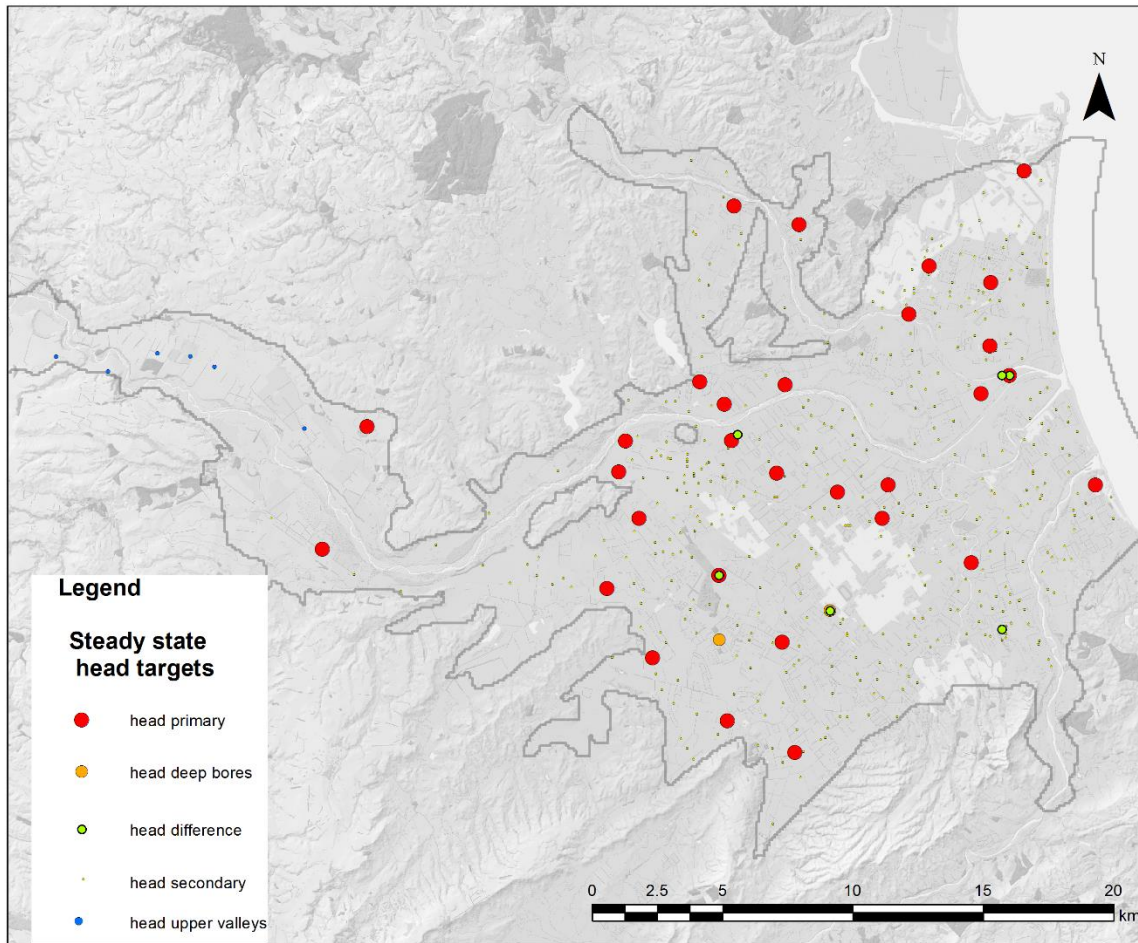 N
Legend
Steady state
head targets
head primary
head deep bores
head difference
head secondary
head upper valleys
0 2.5 5 10 15 20
km